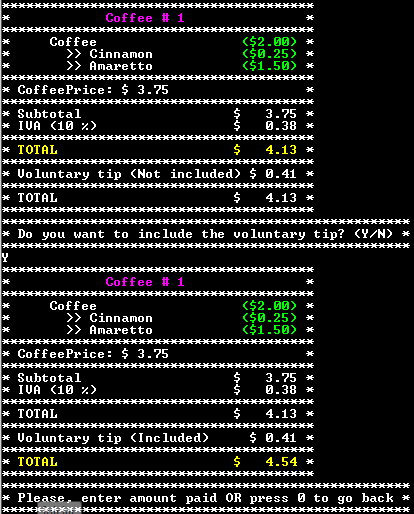 ***************************************
*            Coffee # 1               *
***************************************
*     Coffee                  ($2.00) *
*       >> Cinnamon           ($0.25) *
*       >> Amaretto           ($1.50) *
***************************************
* CoffeePrice: $ 3.75                 *
***************************************
* Subtotal                  $    3.75 *
* IVA (10 %)                $    0.38 *
***************************************
* TOTAL                     $    4.13 *
***************************************
* Voluntary tip (Not included) $ 0.41 *
***************************************
* TOTAL                     $    4.13 *
***************************************
***************************************************
* Do you want to include the voluntary tip? (Y/N) *
***************************************************
Y
***************************************
*            Coffee # 1               *
***************************************
*     Coffee                  ($2.00) *
*       >> Cinnamon           ($0.25) *
*       >> Amaretto           ($1.50) *
***************************************
* CoffeePrice: $ 3.75                 *
***************************************
* Subtotal                  $    3.75 *
* IVA (10 %)                $    0.38 *
***************************************
* TOTAL                     $    4.13 *
***************************************
* Voluntary tip (Included)     $ 0.41 *
***************************************
* TOTAL                     $    4.54 *
***************************************
***************************************************
* Please, enter amount paid OR press 0 to go back *
***************************************************